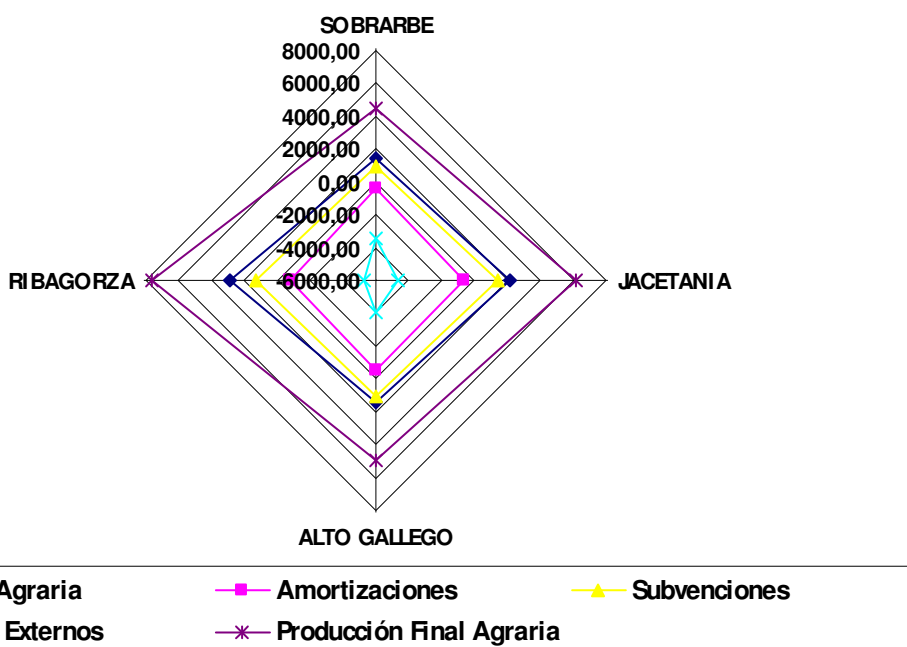 SOBRARBE
8000,00
6000,00
4000,00
2000,00
0,00
-2000,00
-4000,00
-6000,00
RIBAGORZA
JACETANIA
ALTO GALLEGO
Agraria
Amortizaciones
Subvenciones
Externos
Producción Final Agraria